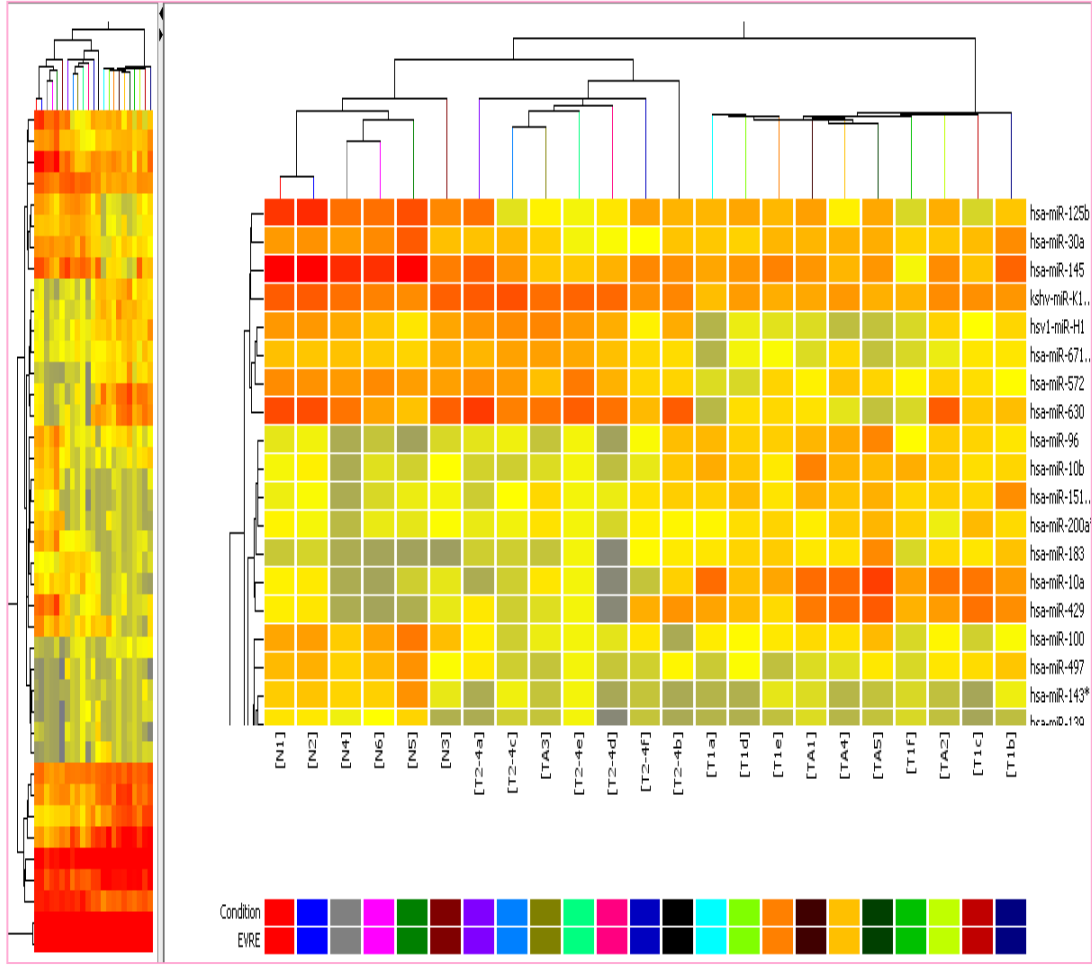 hsa-miR-125b
hsa-miR-30a
hsa-miR-145
kshv-miR-K1..
hsv1-miR-H1
hsa-miR-671..
hsa-miR-572
hsa-miR-630
hsa-miR-96
hsa-miR-10b
hsa-miR-151..
hsa-miR-200a
hsa-miR-183
hsa-miR-10a
hsa-miR-429
hsa-miR-100
hsa-miR-497
hsa-miR-143*
hsa-miR-139
[N1] [N2] [N4] [N6] [N5] [N3] [T2-4a] [T2-4c] [TA3] [T2-4e] [T2-4d] [T2-4f] [T2-4b] [T1a] [T1d] [T1e] [TA1] [TA4] [TA5] [T1f] [TA2] [T1c] [T1b]
Condition
EVRE